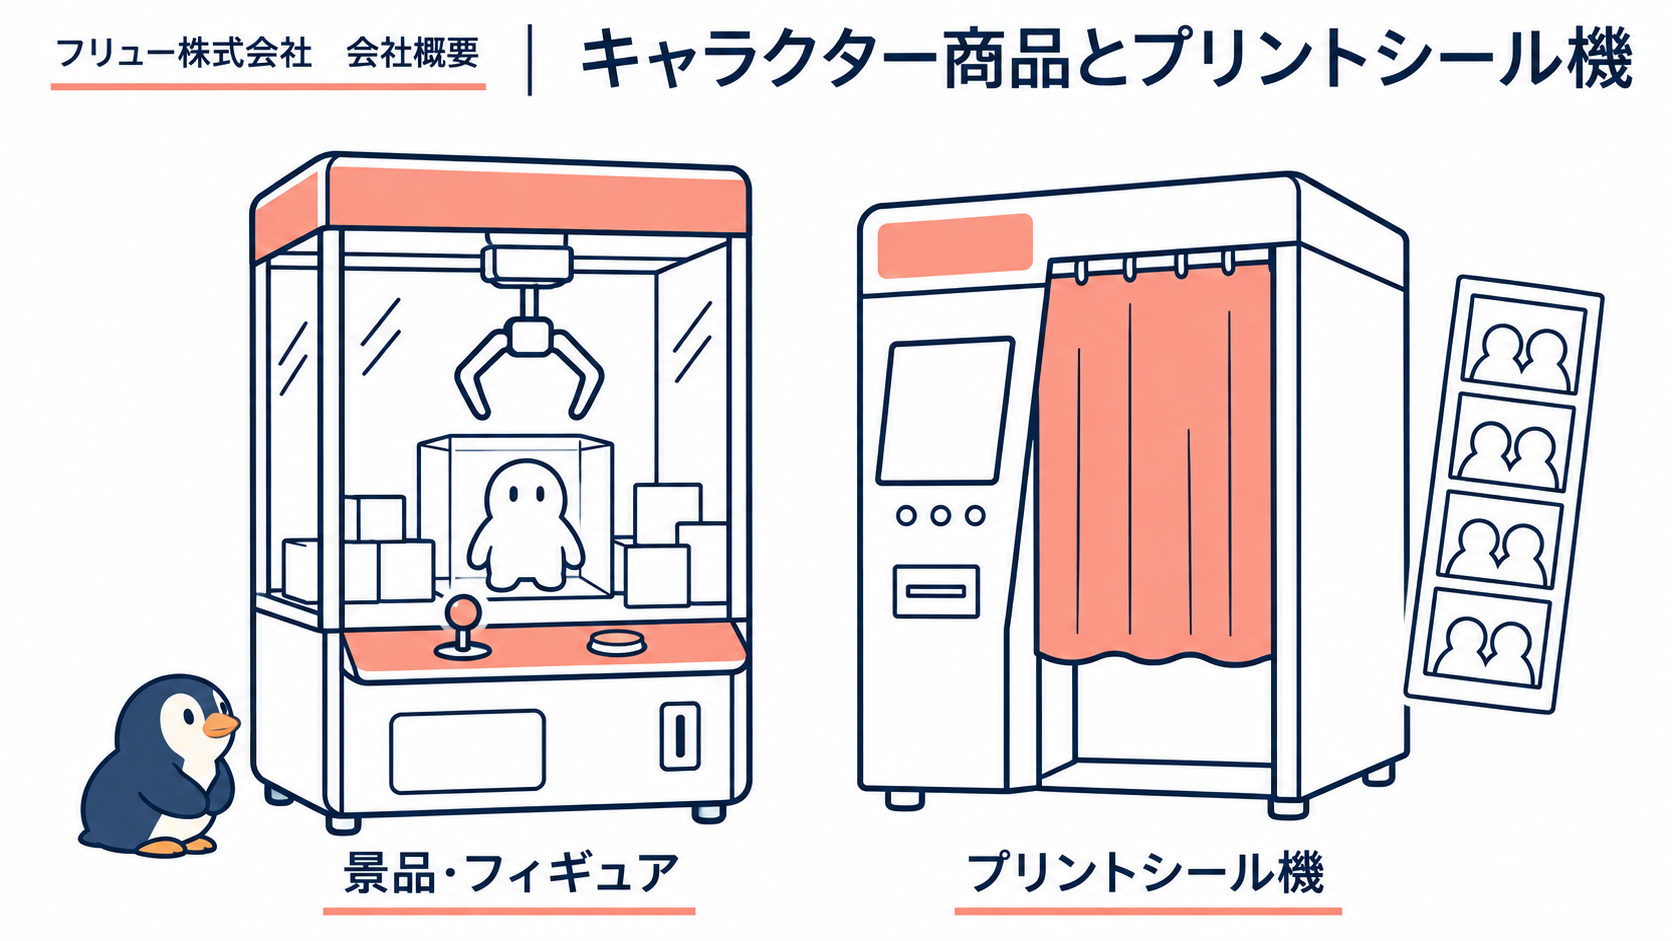 フリュー株式会社　会社概要
キャラクター商品とプリントシール機
景品·フィギュア
プリントシール機